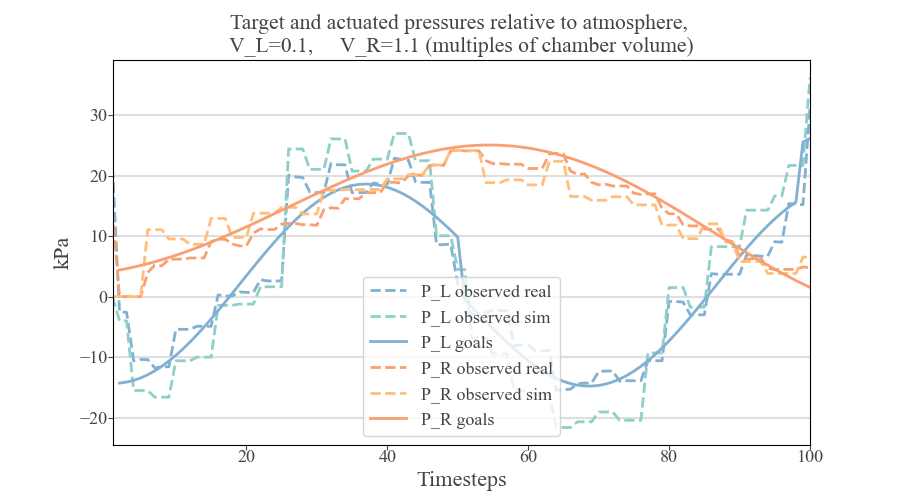 Target and actuated pressures relative to atmosphere,
V_L=0.1, V_R=1.1 (multiples of chamber volume)
kPa
30
20
10
0
−10
−20
P_L observed real
P_L observed sim
P_L goals
P_R observed real
P_R observed sim
P_R goals
20 40 60 80 100
Timesteps